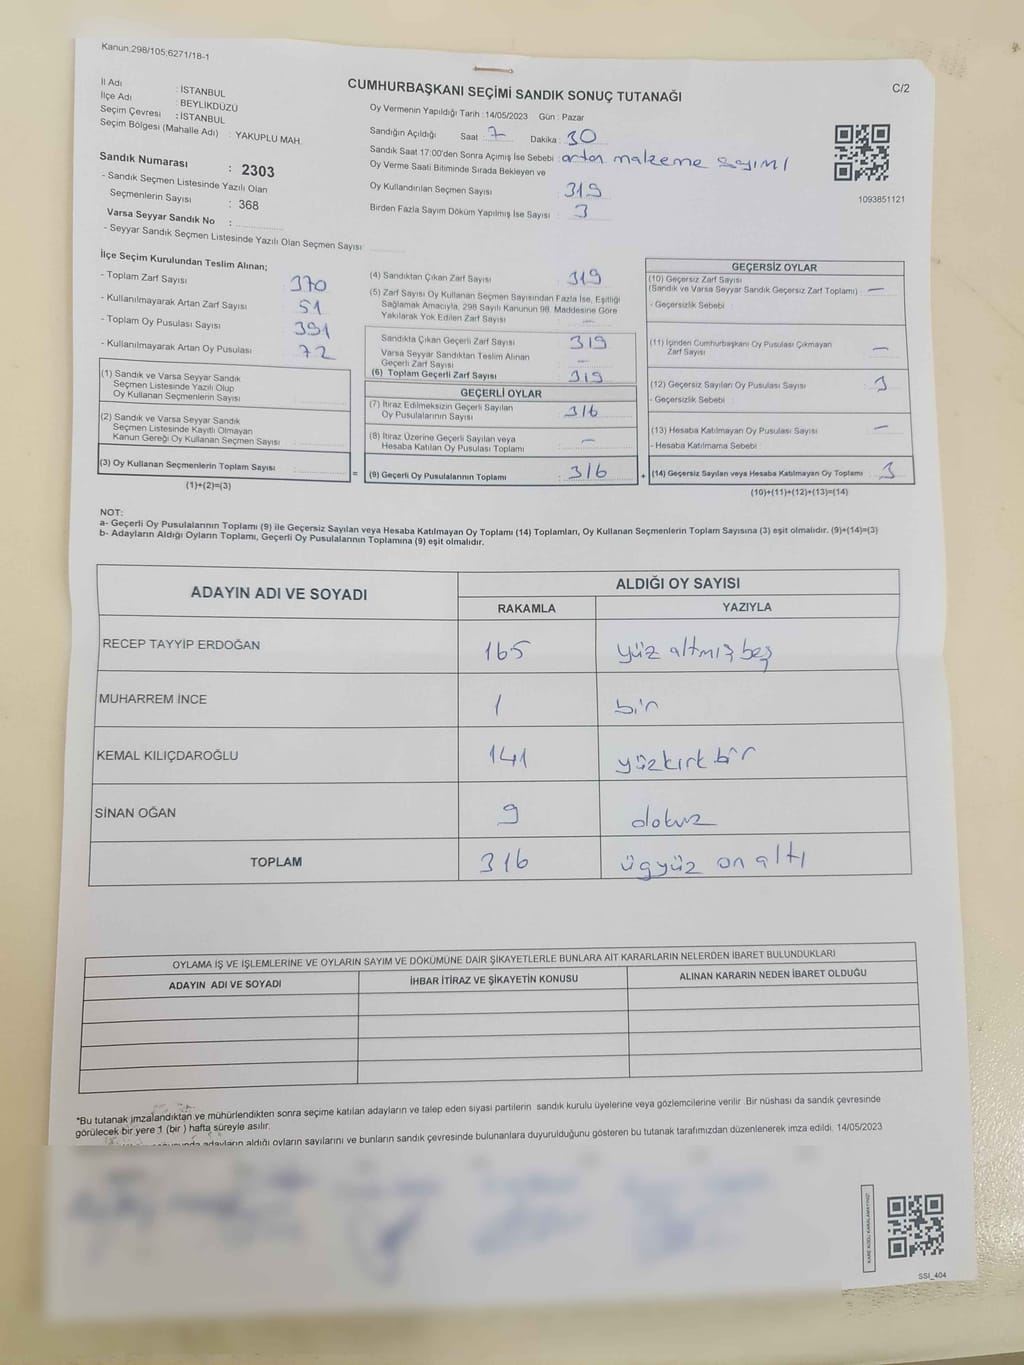 Kanun:298/105;6271/18-1
C/2
CUMHURBAŞKANI SEÇİMİ SANDIK SONUÇ TUTANAĞI
İl Adı : İSTANBUL
İlçe Adı : BEYLİKDÜZÜ
Seçim Çevresi : İSTANBUL
Seçim Bölgesi (Mahalle Adı) : YAKUPLU MAH.
Sandık Numarası : 2303
- Sandık Seçmen Listesinde Yazılı Olan
Seçmenlerin Sayısı : 368
Varsa Seyyar Sandık No :
- Seyyar Sandık Seçmen Listesinde Yazılı Olan Seçmen Sayısı:
Oy Vermenin Yapıldığı Tarih :14/05/2023 Gün : Pazar
Sandığın Açıldığı Saat : 7 Dakika : 30
Sandık Saat 17:00'den Sonra Açımış İse Sebebi : artan malzeme sayımı
Oy Verme Saati Bitiminde Sırada Bekleyen ve
Oy Kullandırılan Seçmen Sayısı 319
Birden Fazla Sayım Döküm Yapılmış İse Sayısı : 3
1093851121
İlçe Seçim Kurulundan Teslim Alınan;
- Toplam Zarf Sayısı 370
- Kullanılmayarak Artan Zarf Sayısı 51
- Toplam Oy Pusulası Sayısı 391
- Kullanılmayarak Artan Oy Pusulası 72
(1) Sandık ve Varsa Seyyar Sandık
Seçmen Listesinde Yazılı Olup
Oy Kullanan Seçmenlerin Sayısı
(2) Sandık ve Varsa Seyyar Sandık
Seçmen Listesinde Kayıtlı Olmayan
Kanun Gereği Oy Kullanan Seçmen Sayısı
(3) Oy Kullanan Seçmenlerin Toplam Sayısı
(1)+(2)=(3)
=
(4) Sandıktan Çıkan Zarf Sayısı : 319
(5) Zarf Sayısı Oy Kullanan Seçmen Sayısından Fazla İse, Eşitliği
Sağlamak Amacıyla, 298 Sayılı Kanunun 98. Maddesine Göre
Yakılarak Yok Edilen Zarf Sayısı : —
Sandıkta Çıkan Geçerli Zarf Sayısı : 319
Varsa Seyyar Sandıktan Teslim Alınan
Geçerli Zarf Sayısı : —
(6) Toplam Geçerli Zarf Sayısı : 319
GEÇERLİ OYLAR
(7) İtiraz Edilmeksizin Geçerli Sayılan
Oy Pusulalarının Sayısı : 316
(8) İtiraz Üzerine Geçerli Sayılan veya
Hesaba Katılan Oy Pusulası Toplamı : —
(9) Geçerli Oy Pusulalarının Toplamı : 316
+
GEÇERSİZ OYLAR
(10) Geçersiz Zarf Sayısı
(Sandık ve Varsa Seyyar Sandık Geçersiz Zarf Toplamı) : —
- Geçersizlik Sebebi :
(11) İçinden Cumhurbaşkanı Oy Pusulası Çıkmayan
Zarf Sayısı : —
(12) Geçersiz Sayılan Oy Pusulası Sayısı : 3
- Geçersizlik Sebebi :
(13) Hesaba Katılmayan Oy Pusulası Sayısı : —
- Hesaba Katılmama Sebebi :
(14) Geçersiz Sayılan veya Hesaba Katılmayan Oy Toplamı : 3
(10)+(11)+(12)+(13)=(14)
NOT:
a- Geçerli Oy Pusulalarının Toplamı (9) ile Geçersiz Sayılan veya Hesaba Katılmayan Oy Toplamı (14) Toplamları, Oy Kullanan Seçmenlerin Toplam Sayısına (3) eşit olmalıdır. (9)+(14)=(3)
b- Adayların Aldığı Oyların Toplamı, Geçerli Oy Pusulalarının Toplamına (9) eşit olmalıdır.
ADAYIN ADI VE SOYADI ALDIĞI OY SAYISI
RAKAMLA YAZIYLA
RECEP TAYYİP ERDOĞAN 165 yüz altmış beş
MUHARREM İNCE 1 bir
KEMAL KILIÇDAROĞLU 141 yüzkırk bir
SİNAN OĞAN 9 dokuz
TOPLAM 316 üçyüz on altı
OYLAMA İŞ VE İŞLEMLERİNE VE OYLARIN SAYIM VE DÖKÜMÜNE DAİR ŞİKAYETLERLE BUNLARA AİT KARARLARIN NELERDEN İBARET BULUNDUKLARI
ADAYIN ADI VE SOYADI İHBAR İTİRAZ VE ŞİKAYETİN KONUSU ALINAN KARARIN NEDEN İBARET OLDUĞU
*Bu tutanak imzalandıktan ve mühürlendikten sonra seçime katılan adayların ve talep eden siyasi partilerin sandık kurulu üyelerine veya gözlemcilerine verilir .Bir nüshası da sandık çevresinde
görülecek bir yere 1 (bir ) hafta süreyle asılır.
adayların aldığı oyların sayılarını ve bunların sandık çevresinde bulunanlara duyurulduğunu gösteren bu tutanak tarafımızdan düzenlenerek imza edildi. 14/05/2023
KARE KODU KARALAMAYINIZ!
SSI_404